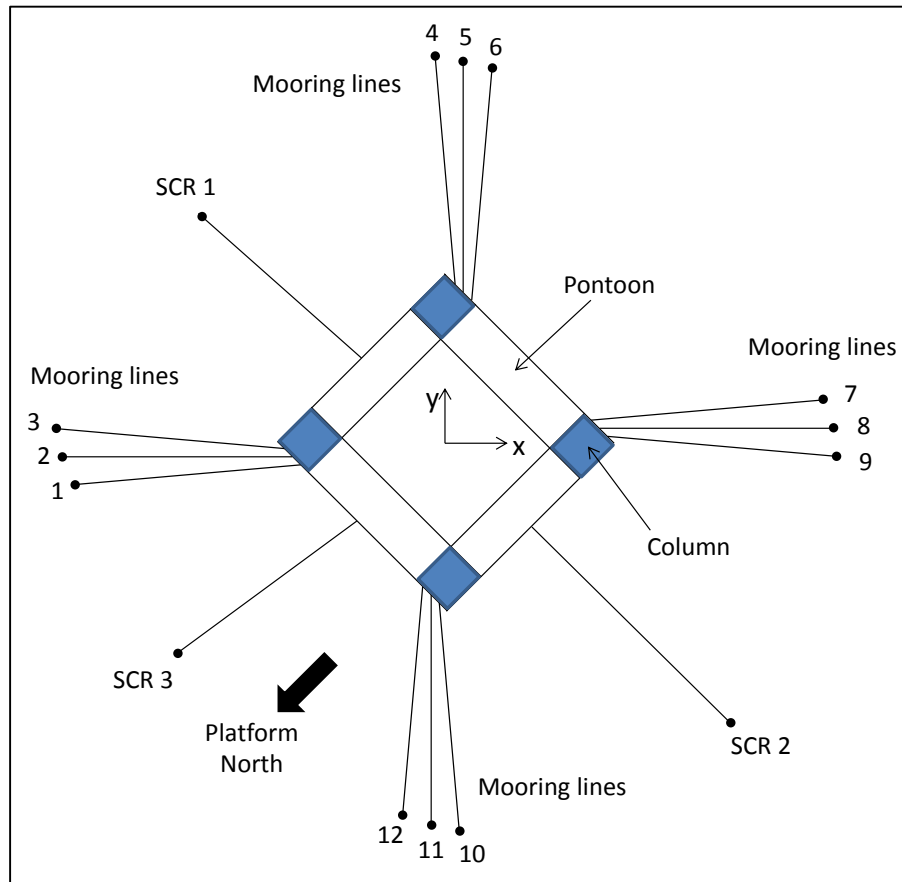 4 5 6
Mooring lines
SCR 1
Pontoon
Mooring lines
Mooring lines
3
2
1
7
8
9
y
x
Column
SCR 3
Platform
North
SCR 2
Mooring lines
12 11 10